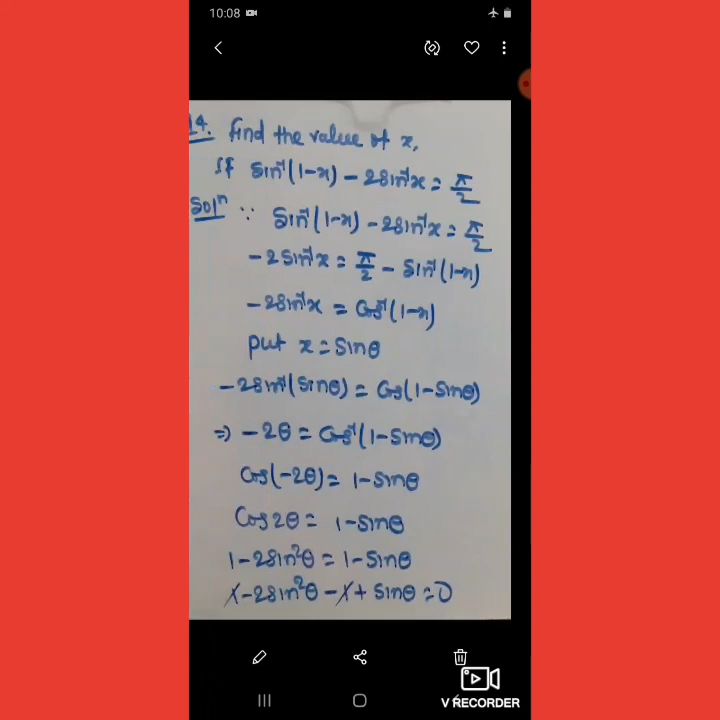 10:08
14. Find the value of x,
If Sin⁻¹(1-x) - 2Sin⁻¹x = π/2
Solⁿ ∵ Sin⁻¹(1-x) - 2Sin⁻¹x = π/2
-2Sin⁻¹x = π/2 - Sin⁻¹(1-x)
-2Sin⁻¹x = Cos⁻¹(1-x)
Put x = Sinθ
-2Sin⁻¹(Sinθ) = Cos⁻¹(1-Sinθ)
⇒ -2θ = Cos⁻¹(1-Sinθ)
Cos(-2θ) = 1-Sinθ
Cos2θ = 1-Sinθ
1-2Sin²θ = 1-Sinθ
1-2Sin²θ - 1 + Sinθ = 0
V RECORDER